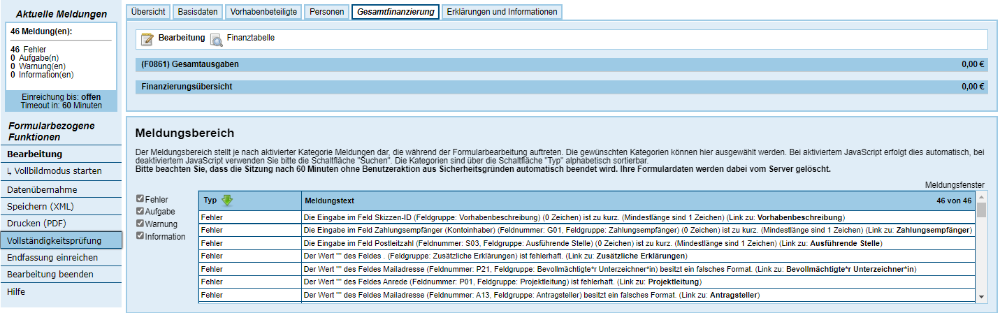 Aktuelle Meldungen
46 Meldung(en):
46 Fehler
0 Aufgabe(n)
0 Warnung(en)
0 Information(en)
Einreichung bis: offen
Timeout in: 60 Minuten
Formularbezogene
Funktionen
Bearbeitung
↳ Vollbildmodus starten
Datenübernahme
Speichern (XML)
Drucken (PDF)
Vollständigkeitsprüfung
Endfassung einreichen
Bearbeitung beenden
Hilfe
Übersicht Basisdaten Vorhabenbeteiligte Personen Gesamtfinanzierung Erklärungen und Informationen
Bearbeitung Finanztabelle
(F0861) Gesamtausgaben 0,00 €
Finanzierungsübersicht 0,00 €
Meldungsbereich
Der Meldungsbereich stellt je nach aktivierter Kategorie Meldungen dar, die während der Formularbearbeitung auftreten. Die gewünschten Kategorien können hier ausgewählt werden. Bei aktiviertem JavaScript erfolgt dies automatisch, bei
deaktiviertem JavaScript verwenden Sie bitte die Schaltfläche "Suchen". Die Kategorien sind über die Schaltfläche "Typ" alphabetisch sortierbar.
Bitte beachten Sie, dass die Sitzung nach 60 Minuten ohne Benutzeraktion aus Sicherheitsgründen automatisch beendet wird. Ihre Formulardaten werden dabei vom Server gelöscht.
Meldungsfenster
Fehler
Aufgabe
Warnung
Information
Typ Meldungstext 46 von 46
Fehler Die Eingabe im Feld Skizzen-ID (Feldgruppe: Vorhabenbeschreibung) (0 Zeichen) ist zu kurz. (Mindestlänge sind 1 Zeichen) (Link zu: Vorhabenbeschreibung)
Fehler Die Eingabe im Feld Zahlungsempfänger (Kontoinhaber) (Feldnummer: G01, Feldgruppe: Zahlungsempfänger) (0 Zeichen) ist zu kurz. (Mindestlänge sind 1 Zeichen) (Link zu: Zahlungsempfänger)
Fehler Die Eingabe im Feld Postleitzahl (Feldnummer: S03, Feldgruppe: Ausführende Stelle) (0 Zeichen) ist zu kurz. (Mindestlänge sind 1 Zeichen) (Link zu: Ausführende Stelle)
Fehler Der Wert "" des Feldes . (Feldgruppe: Zusätzliche Erklärungen) ist fehlerhaft. (Link zu: Zusätzliche Erklärungen)
Fehler Der Wert "" des Feldes Mailadresse (Feldnummer: P21, Feldgruppe: Bevollmächtigte*r Unterzeichner*in) besitzt ein falsches Format. (Link zu: Bevollmächtigte*r Unterzeichner*in)
Fehler Der Wert "" des Feldes Anrede (Feldnummer: P01, Feldgruppe: Projektleitung) ist fehlerhaft. (Link zu: Projektleitung)
Fehler Der Wert "" des Feldes Mailadresse (Feldnummer: A13, Feldgruppe: Antragsteller) besitzt ein falsches Format. (Link zu: Antragsteller)